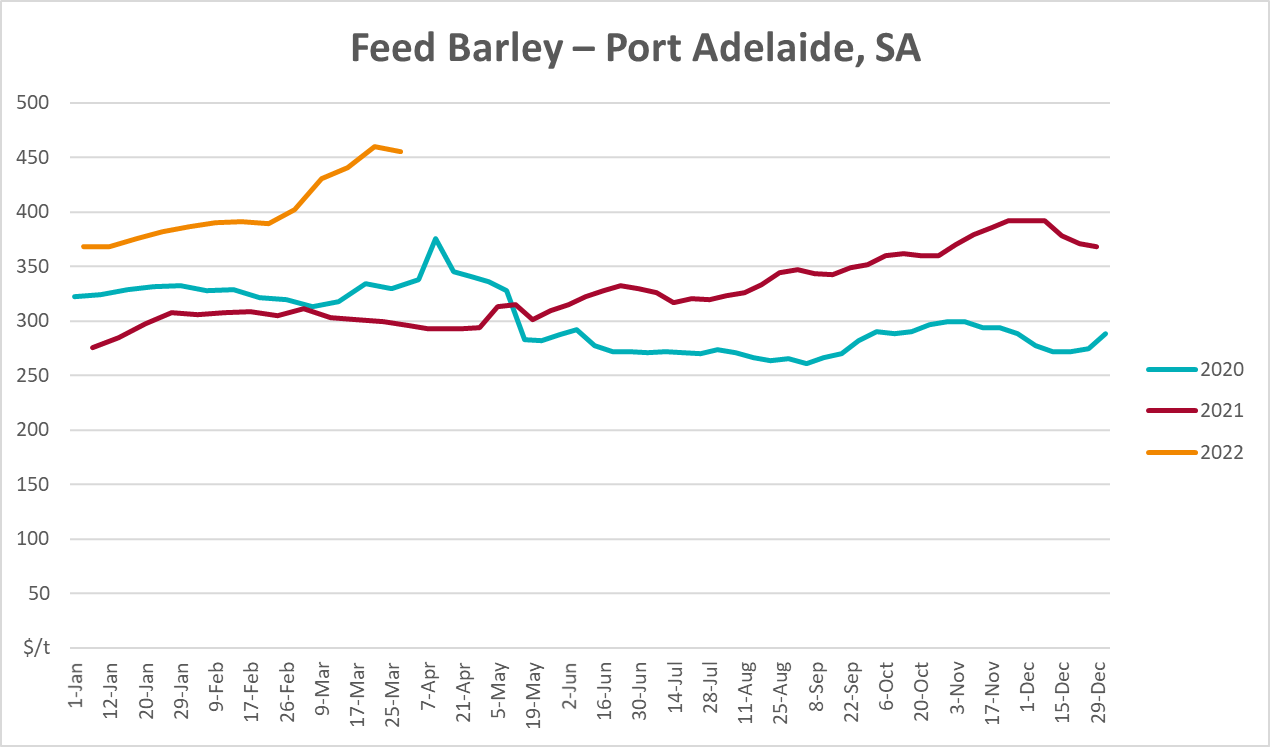 Feed Barley – Port Adelaide, SA
500
450
400
350
300
250
200
150
100
50
$/t
1-Jan
12-Jan
20-Jan
29-Jan
9-Feb
17-Feb
26-Feb
9-Mar
17-Mar
25-Mar
7-Apr
21-Apr
5-May
19-May
2-Jun
16-Jun
30-Jun
14-Jul
28-Jul
11-Aug
25-Aug
8-Sep
22-Sep
6-Oct
20-Oct
3-Nov
17-Nov
1-Dec
15-Dec
29-Dec
2020
2021
2022